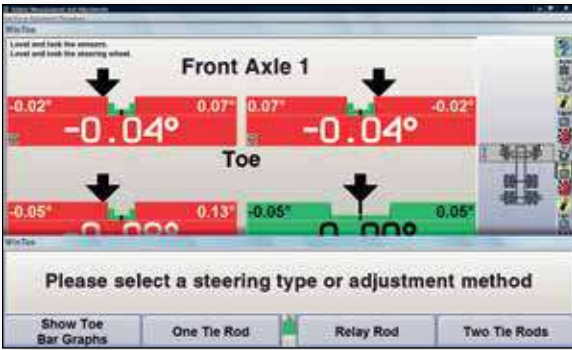 WinToe
Level and lock the sensors.
Level and lock the steering wheel.
Front Axle 1
-0.02° 0.07° 0.07° -0.02°
-0.04° -0.04°
Toe
-0.05° 0.13° -0.05° 0.05°
WinToe
Please select a steering type or adjustment method
Show Toe
Bar Graphs
One Tie Rod
Relay Rod
Two Tie Rods